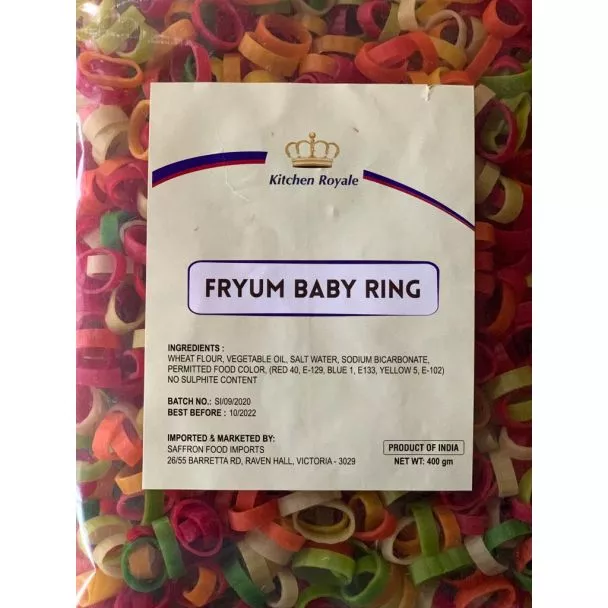 Kitchen Royale
FRYUM BABY RING
INGREDIENTS :
WHEAT FLOUR, VEGETABLE OIL, SALT WATER, SODIUM BICARBONATE,
PERMITTED FOOD COLOR, (RED 40, E-129, BLUE 1, E133, YELLOW 5, E-102)
NO SULPHITE CONTENT
BATCH NO.: SI/09/2020
BEST BEFORE : 10/2022
IMPORTED & MARKETED BY:
SAFFRON FOOD IMPORTS
26/55 BARRETTA RD, RAVEN HALL, VICTORIA - 3029
PRODUCT OF INDIA
NET WT: 400 gm